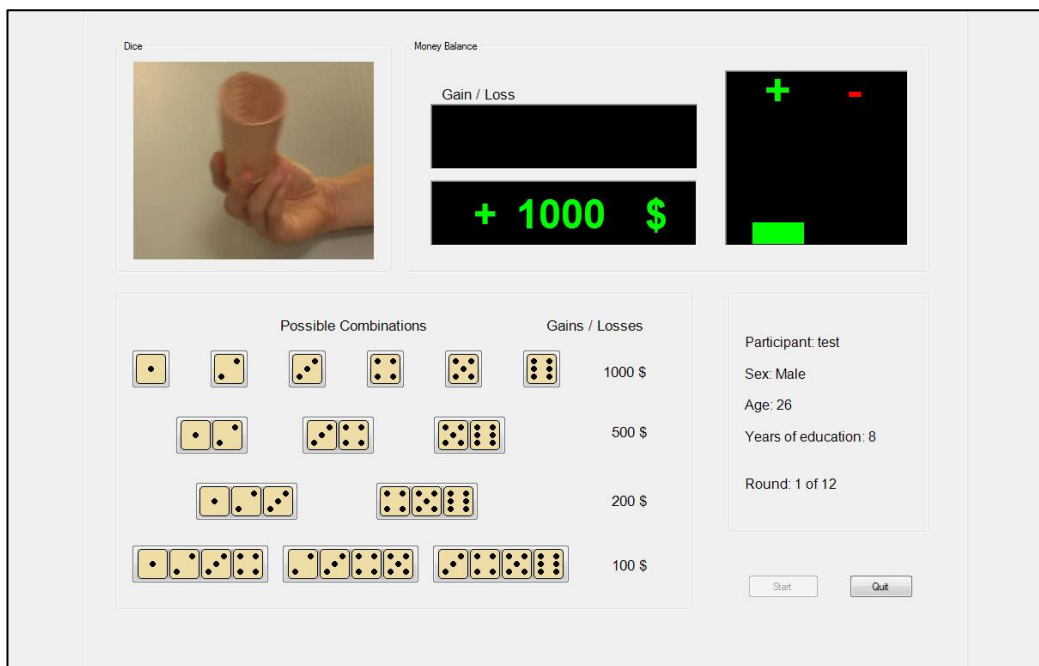 Dice
Money Balance
Gain / Loss
+ -
+ 1000 $
Possible Combinations Gains / Losses
1000 $
500 $
200 $
100 $
Participant: test
Sex: Male
Age: 26
Years of education: 8
Round: 1 of 12
Start Quit